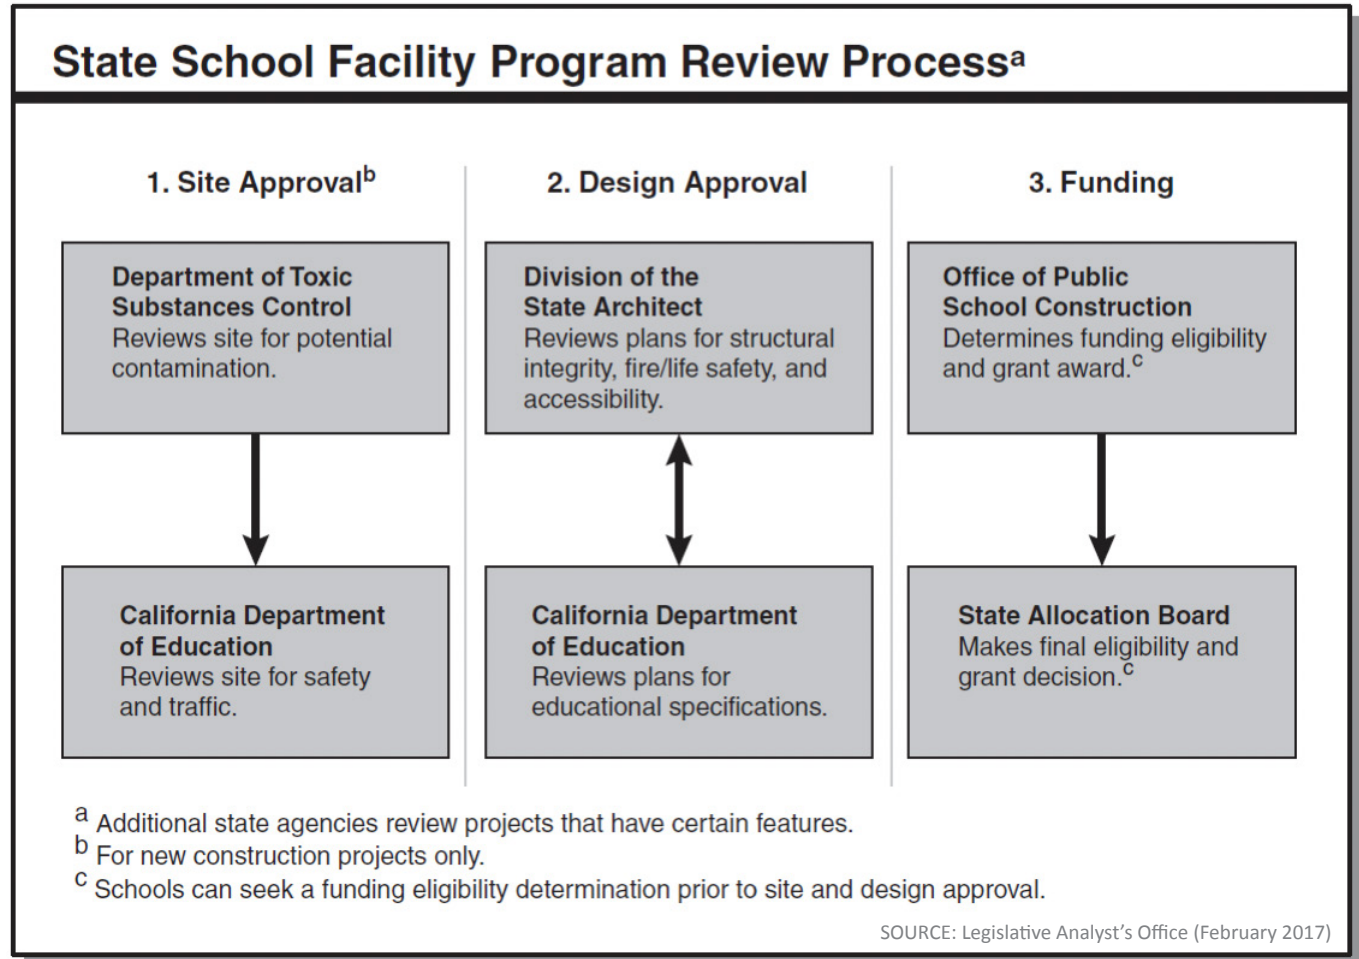 State School Facility Program Review Processa
1. Site Approvalb
Department of Toxic
Substances Control
Reviews site for potential
contamination.
California Department
of Education
Reviews site for safety
and traffic.
2. Design Approval
Division of the
State Architect
Reviews plans for structural
integrity, fire/life safety, and
accessibility.
California Department
of Education
Reviews plans for
educational specifications.
3. Funding
Office of Public
School Construction
Determines funding eligibility
and grant award.c
State Allocation Board
Makes final eligibility and
grant decision.c
a Additional state agencies review projects that have certain features.
b For new construction projects only.
c Schools can seek a funding eligibility determination prior to site and design approval.
SOURCE: Legislative Analyst’s Office (February 2017)